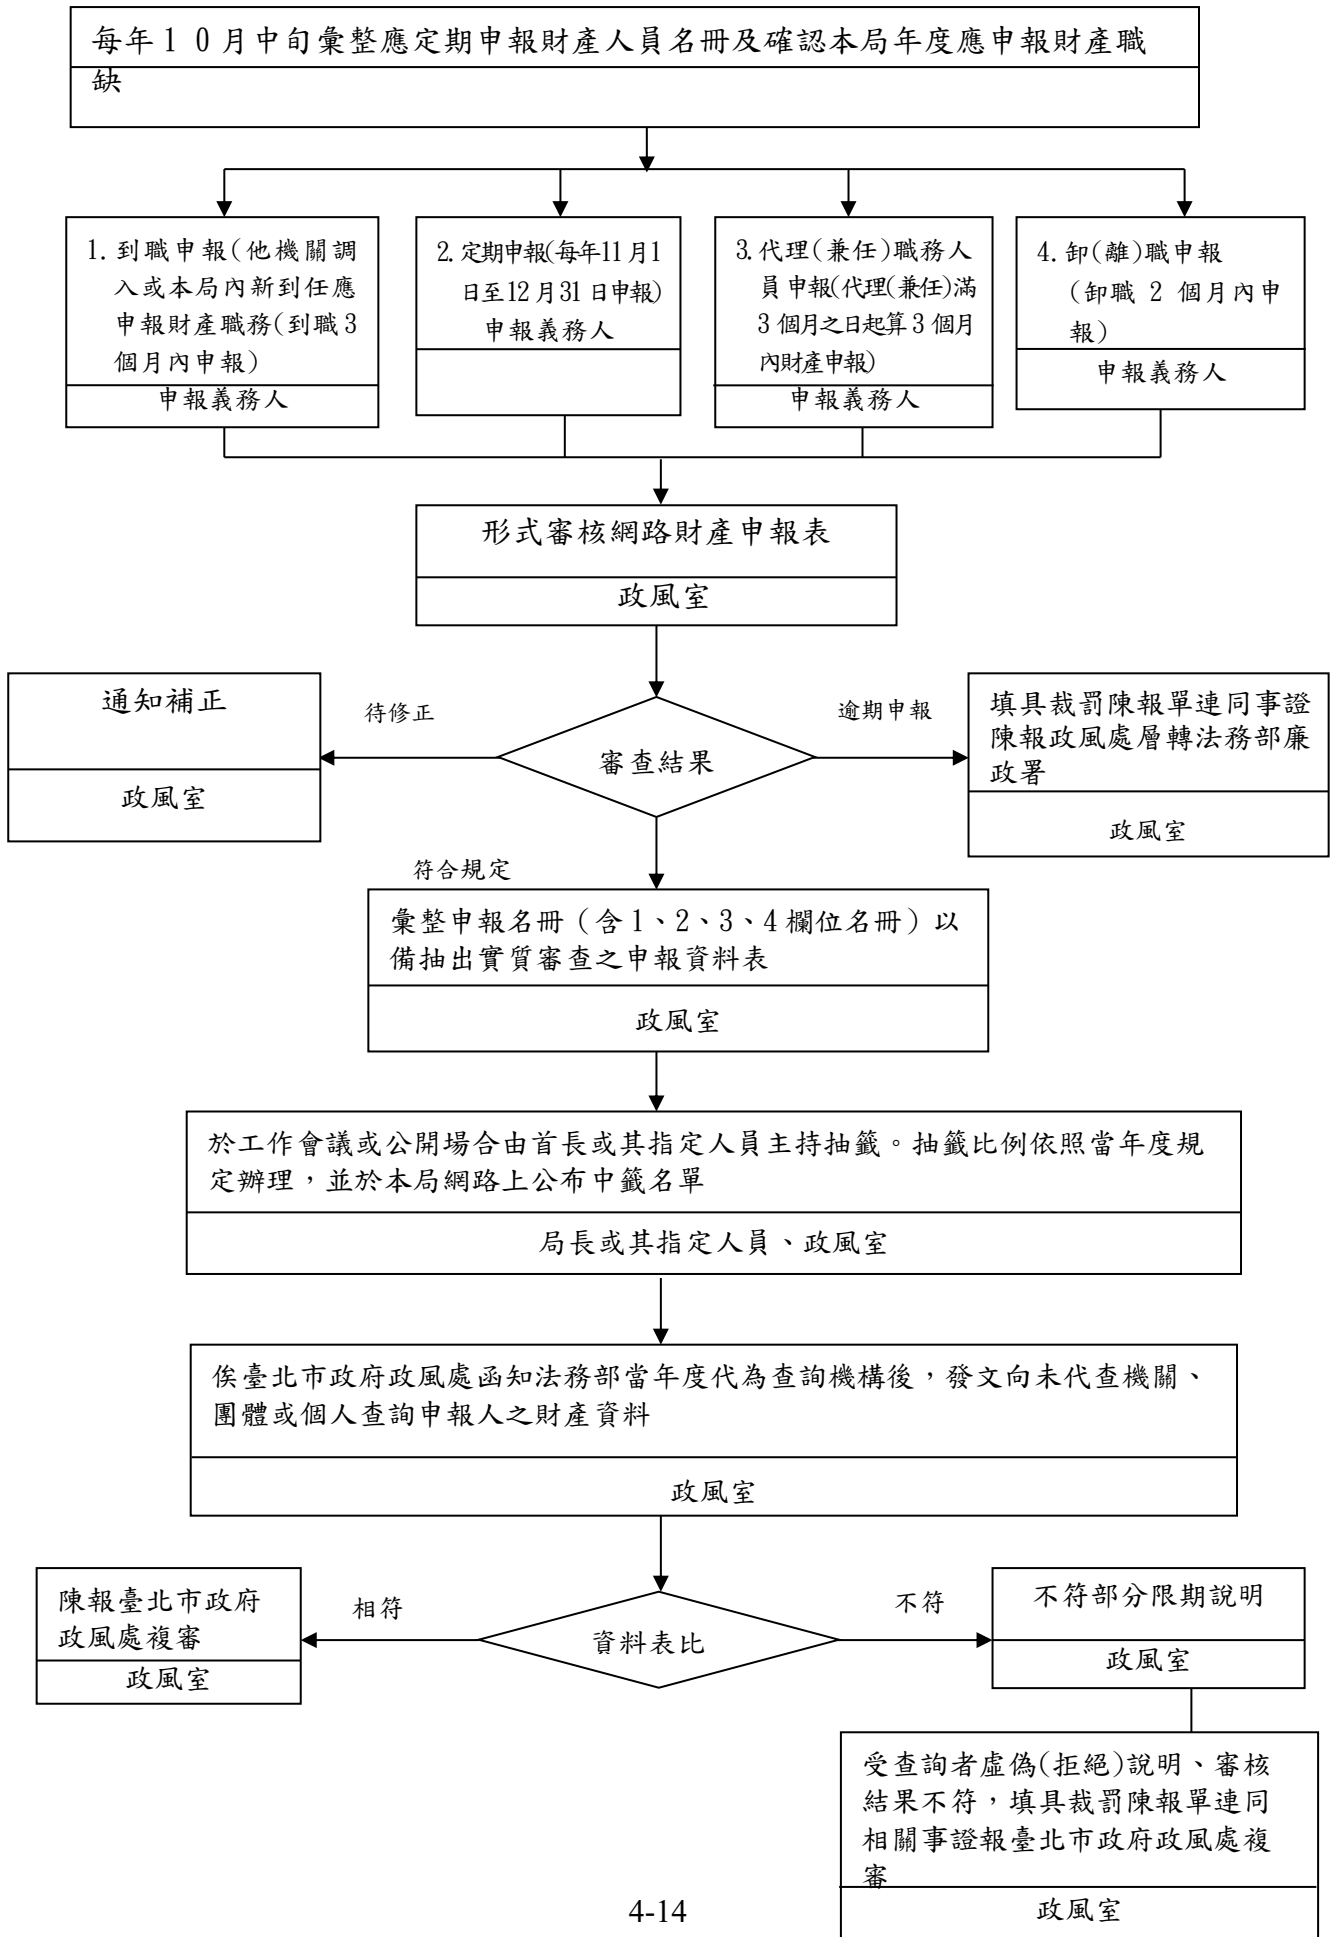 每年10月中旬彙整應定期申報財產人員名冊及確認本局年度應申報財產職
缺
1.到職申報(他機關調
入或本局內新到任應
申報財產職務(到職3
個月內申報)
申報義務人
2.定期申報(每年11月1
日至12月31日申報)
申報義務人
3.代理(兼任)職務人
員申報(代理(兼任)滿
3個月之日起算3個月
內財產申報)
申報義務人
4.卸(離)職申報
(卸職 2 個月內申
報)
申報義務人
形式審核網路財產申報表
政風室
通知補正
政風室
待修正
審查結果
逾期申報
填具裁罰陳報單連同事證
陳報政風處層轉法務部廉
政署
政風室
符合規定
彙整申報名冊（含1、2、3、4欄位名冊）以
備抽出實質審查之申報資料表
政風室
於工作會議或公開場合由首長或其指定人員主持抽籤。抽籤比例依照當年度規
定辦理，並於本局網路上公布中籤名單
局長或其指定人員、政風室
俟臺北市政府政風處函知法務部當年度代為查詢機構後，發文向未代查機關、
團體或個人查詢申報人之財產資料
政風室
陳報臺北市政府
政風處複審
政風室
相符
資料表比
不符
不符部分限期說明
政風室
受查詢者虛偽(拒絕)說明、審核
結果不符，填具裁罰陳報單連同
相關事證報臺北市政府政風處複
審
政風室
4-14